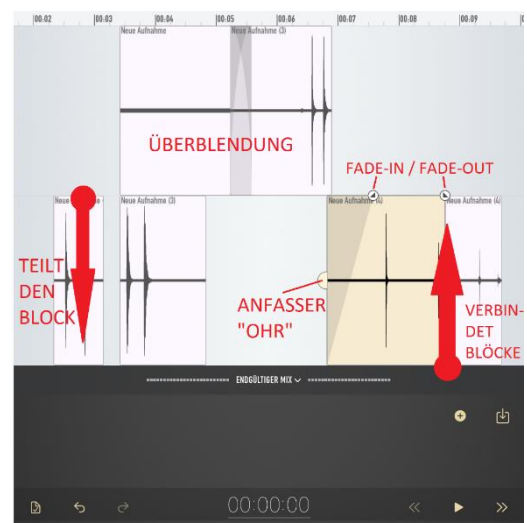 00:02 00:03 00:04 00:05 00:06 00:07 00:08 00:09
Neue Aufnahme Neue Aufnahme (3)
ÜBERBLENDUNG
FADE-IN / FADE-OUT
Neue Aufnahme (3) Neue Aufnahme (4) Neue Aufnahme (4)
TEILT
DEN
BLOCK
ANFASSER
"OHR"
VERBIN-
DET
BLÖCKE
ENDGÜLTIGER MIX
00:00:00